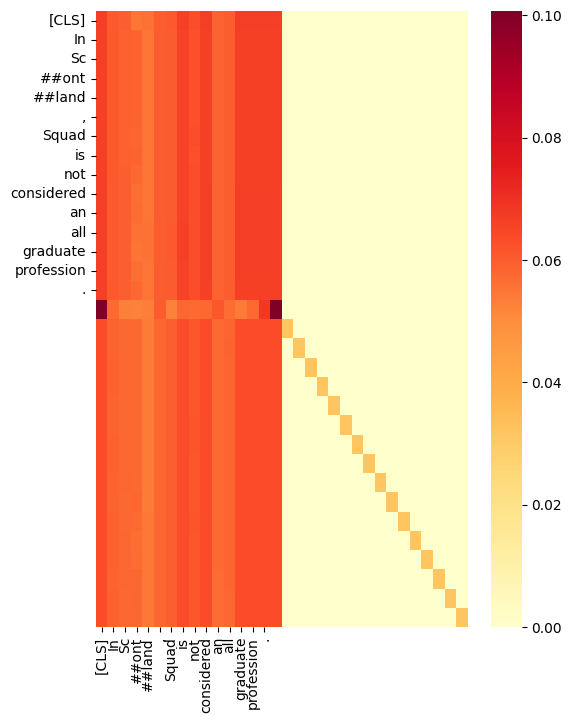 [CLS]
In
Sc
##ont
##land
,
Squad
is
not
considered
an
all
graduate
profession
.
0.10
0.08
0.06
0.04
0.02
0.00
[CLS]
In
Sc
##ont
##land
,
Squad
is
not
considered
an
all
graduate
profession
.